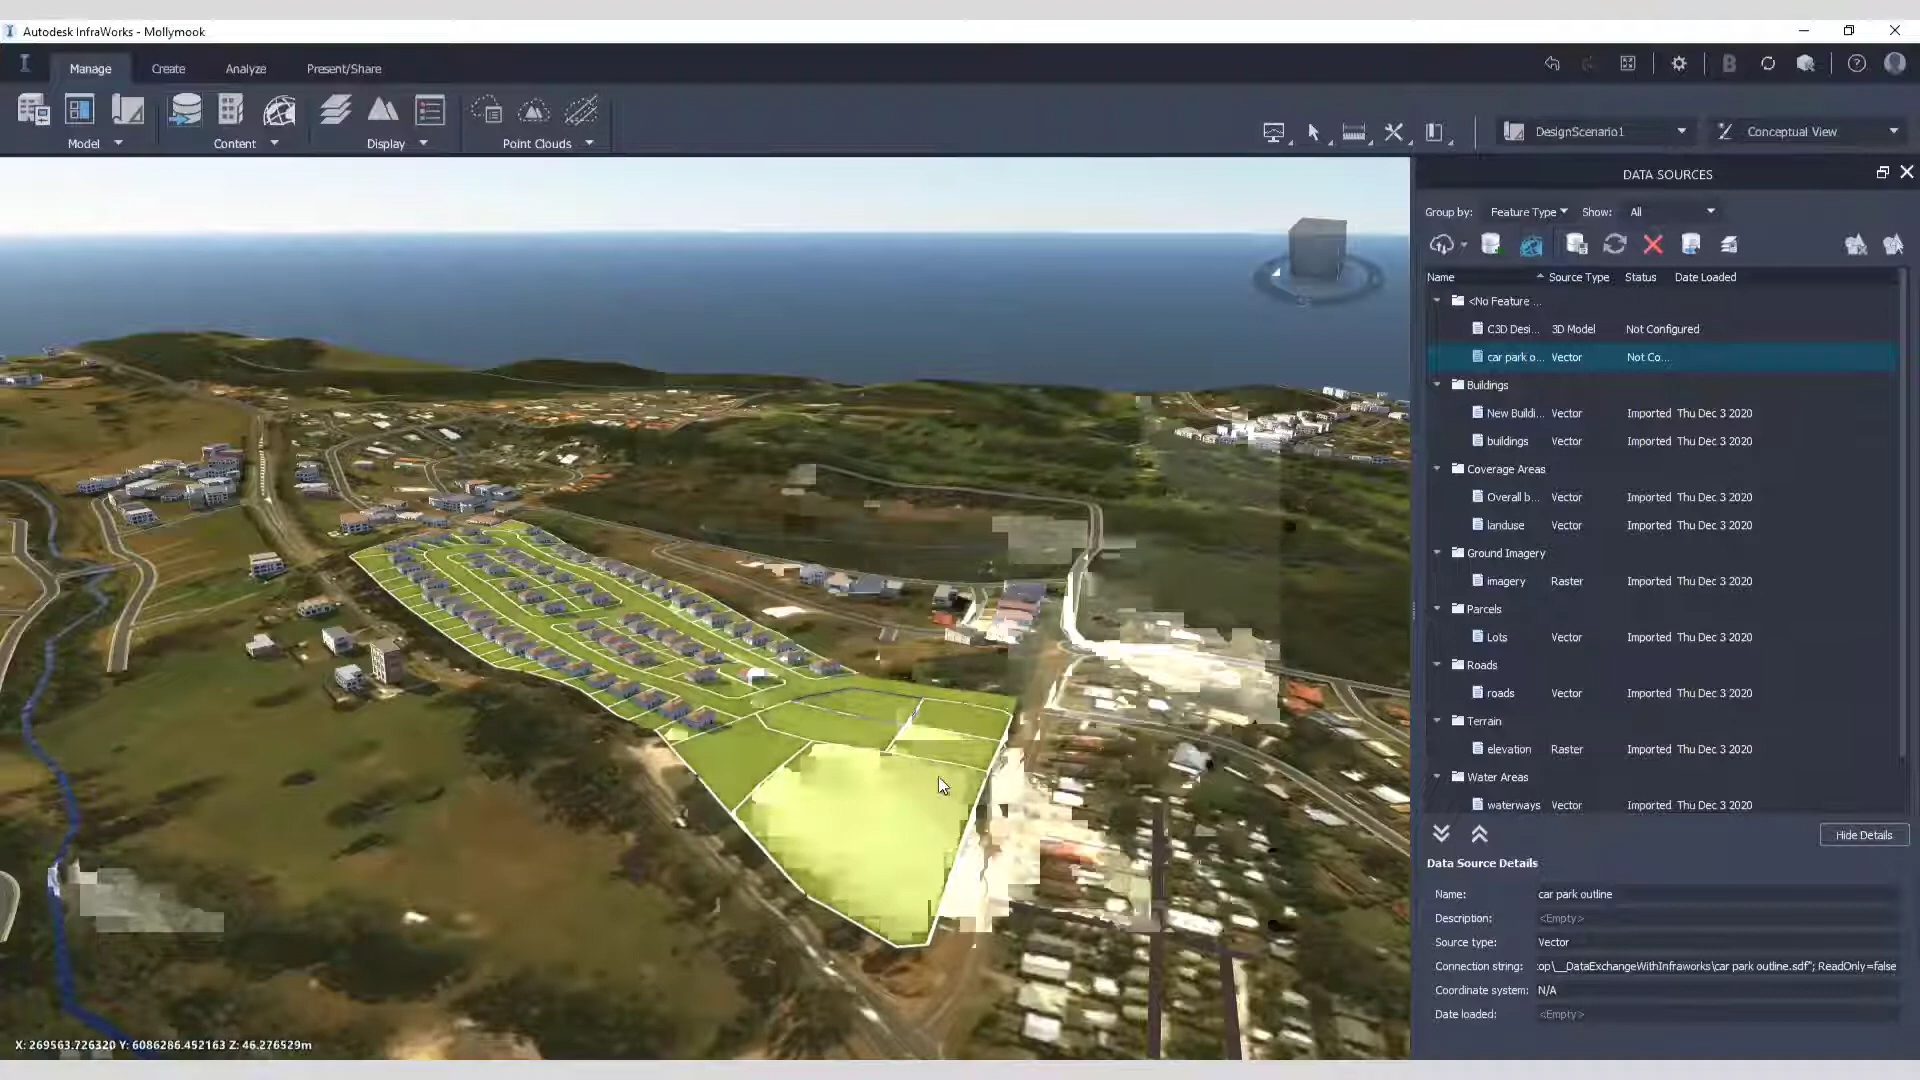 Autodesk InfraWorks - Mollymook
Manage Create Analyze Present/Share
Model Content Display Point Clouds
DesignScenario1 Conceptual View
DATA SOURCES
Group by: Feature Type Show: All
Name Source Type Status Date Loaded
<No Feature ...
C3D Desi... 3D Model Not Configured
car park o... Vector Not Co...
Buildings
New Buildi... Vector Imported Thu Dec 3 2020
buildings Vector Imported Thu Dec 3 2020
Coverage Areas
Overall b... Vector Imported Thu Dec 3 2020
landuse Vector Imported Thu Dec 3 2020
Ground Imagery
imagery Raster Imported Thu Dec 3 2020
Parcels
Lots Vector Imported Thu Dec 3 2020
Roads
roads Vector Imported Thu Dec 3 2020
Terrain
elevation Raster Imported Thu Dec 3 2020
Water Areas
waterways Vector Imported Thu Dec 3 2020
Hide Details
Data Source Details
Name: car park outline
Description: <Empty>
Source type: Vector
Connection string: :op\__DataExchangeWithInfraworks\car park outline.sdf"; ReadOnly=false
Coordinate system: N/A
Date loaded: <Empty>
X: 269563.726320 Y: 6086286.452163 Z: 46.276529m